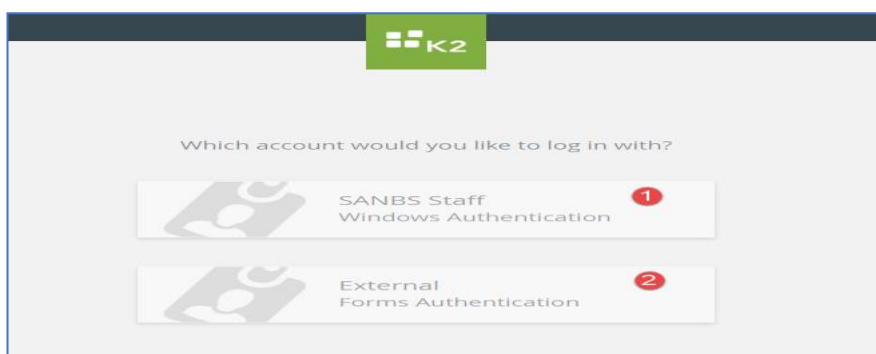 K2
Which account would you like to log in with?
SANBS Staff
1
Windows Authentication
External
2
Forms Authentication